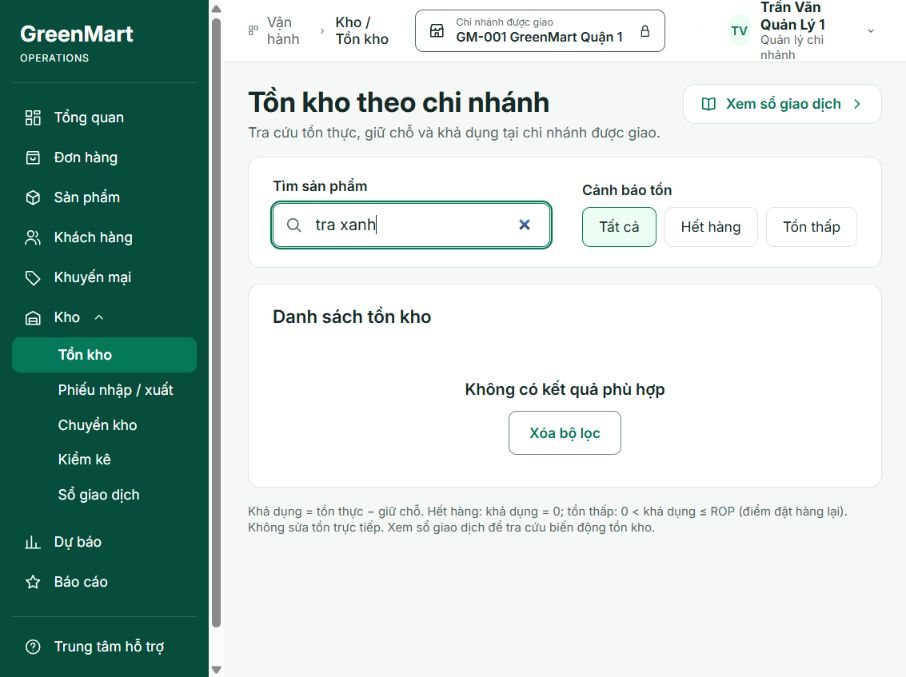 GreenMart
OPERATIONS
Tổng quan
Đơn hàng
Sản phẩm
Khách hàng
Khuyến mại
Kho
Tồn kho
Phiếu nhập / xuất
Chuyển kho
Kiểm kê
Sổ giao dịch
Dự báo
Báo cáo
Trung tâm hỗ trợ
Vận
hành
Kho /
Tồn kho
Chi nhánh được giao
GM-001 GreenMart Quận 1
TV
Trần Văn
Quản Lý 1
Quản lý chi
nhánh
Tồn kho theo chi nhánh
Tra cứu tồn thực, giữ chỗ và khả dụng tại chi nhánh được giao.
Xem sổ giao dịch
Tìm sản phẩm
tra xanh
Cảnh báo tồn
Tất cả
Hết hàng
Tồn thấp
Danh sách tồn kho
Không có kết quả phù hợp
Xóa bộ lọc
Khả dụng = tồn thực − giữ chỗ. Hết hàng: khả dụng = 0; tồn thấp: 0 < khả dụng ≤ ROP (điểm đặt hàng lại).
Không sửa tồn trực tiếp. Xem sổ giao dịch để tra cứu biến động tồn kho.